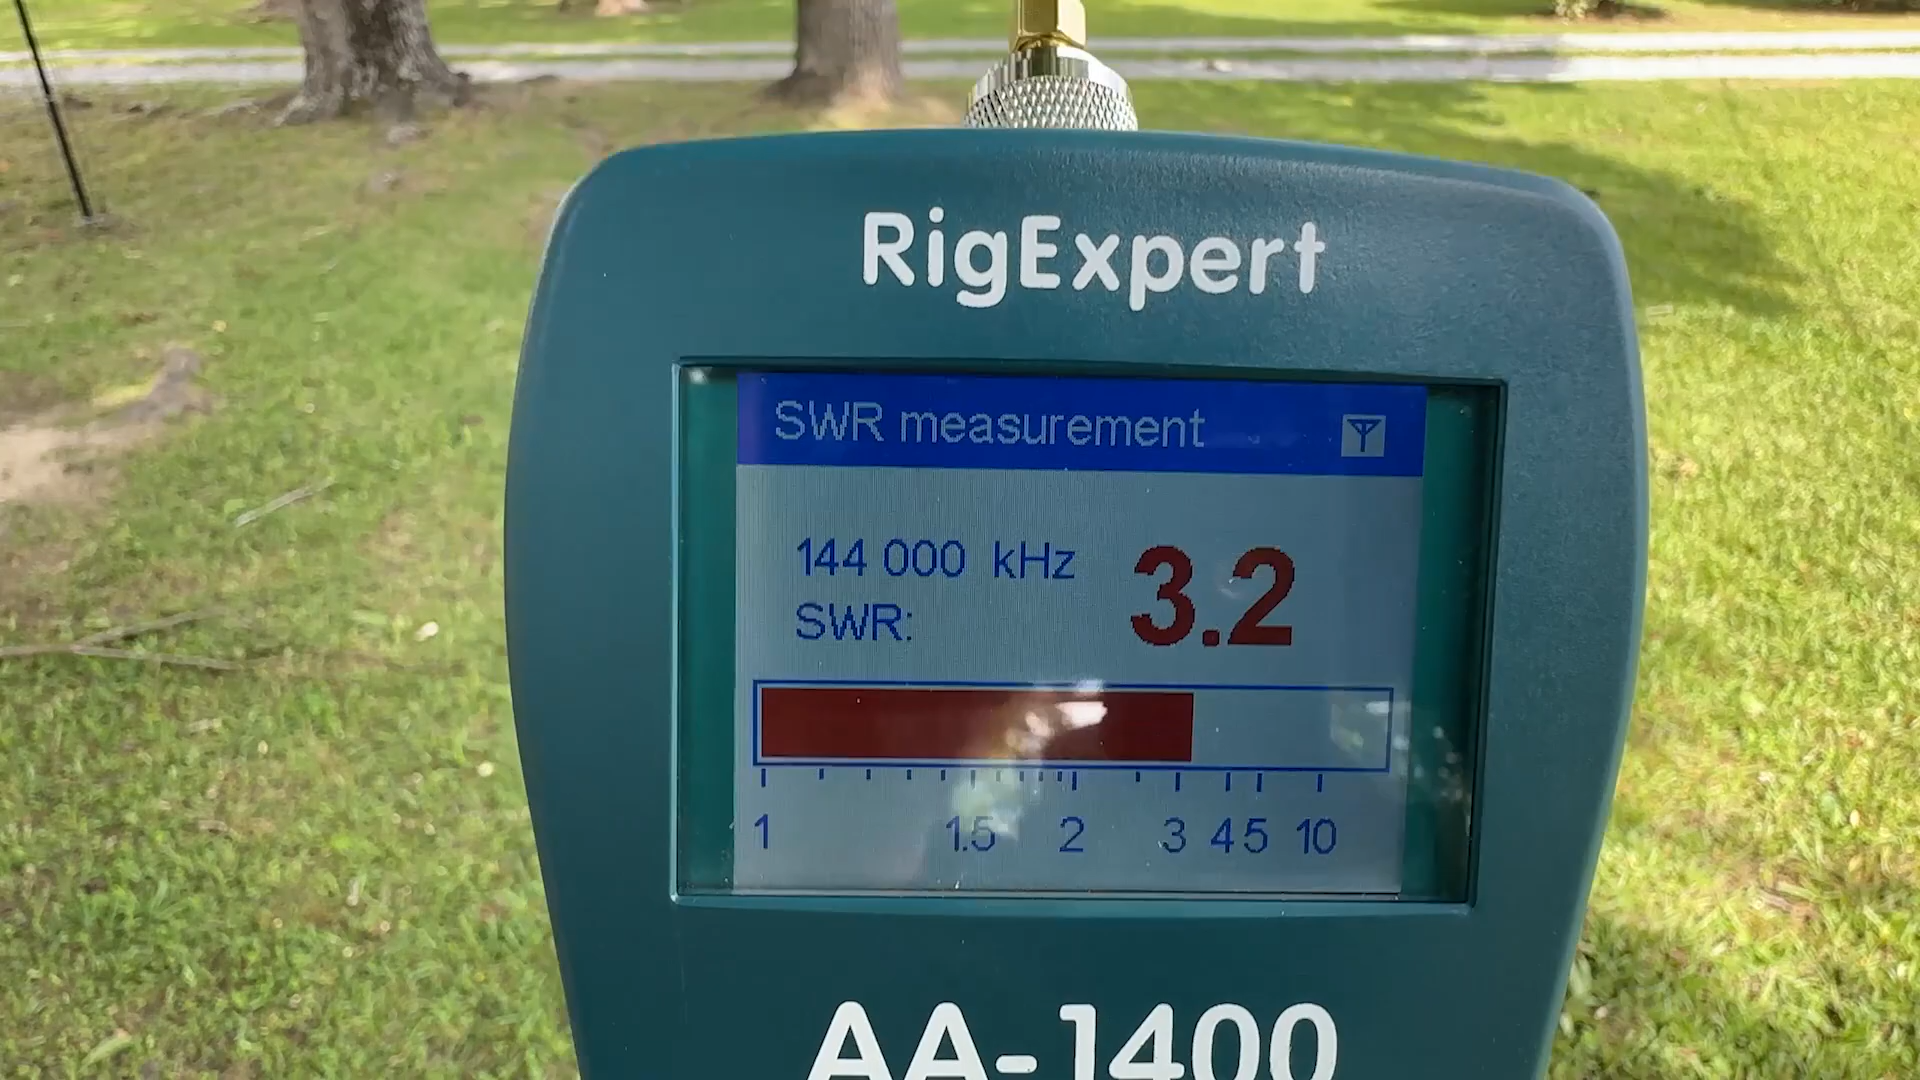 RigExpert
SWR measurement
144 000 kHz
3.2
SWR:
1 1.5 2 3 4 5 10
AA-1400